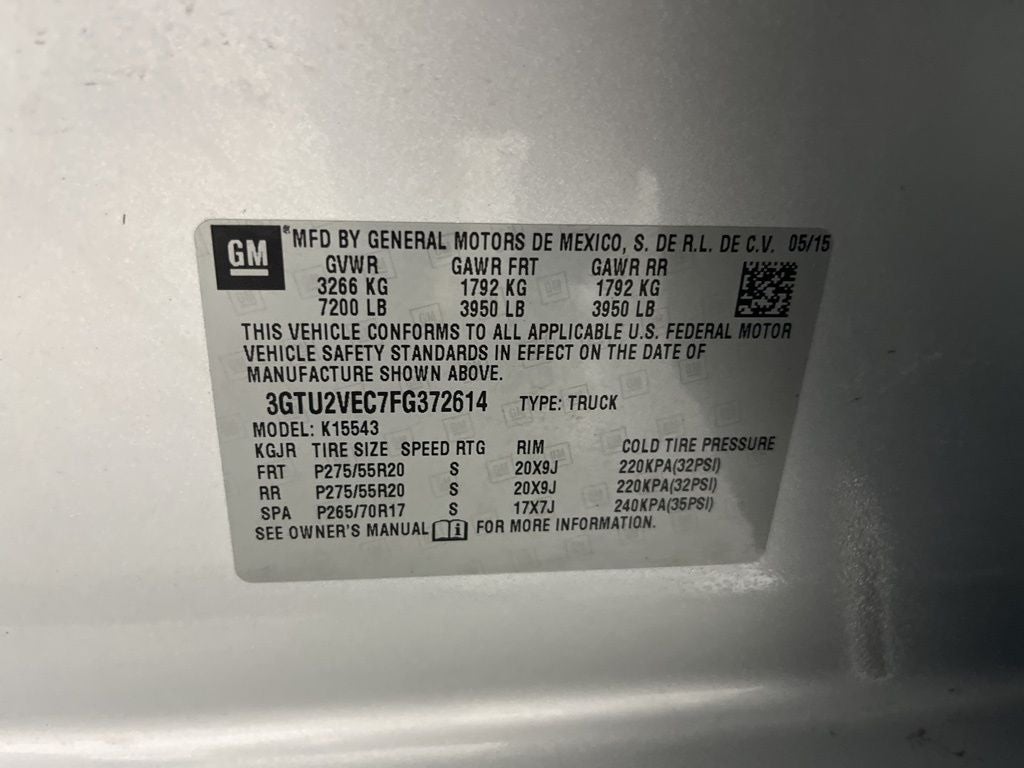 GM
® MFD BY GENERAL MOTORS DE MEXICO, S. DE R.L. DE C.V. 05/15
GVWR GAWR FRT GAWR RR
3266 KG 1792 KG 1792 KG
7200 LB 3950 LB 3950 LB
THIS VEHICLE CONFORMS TO ALL APPLICABLE U.S. FEDERAL MOTOR
VEHICLE SAFETY STANDARDS IN EFFECT ON THE DATE OF
MANUFACTURE SHOWN ABOVE.
3GTU2VEC7FG372614 TYPE: TRUCK
MODEL: K15543
KGJR TIRE SIZE SPEED RTG RIM COLD TIRE PRESSURE
FRT P275/55R20 S 20X9J 220KPA(32PSI)
RR P275/55R20 S 20X9J 220KPA(32PSI)
SPA P265/70R17 S 17X7J 240KPA(35PSI)
SEE OWNER'S MANUAL FOR MORE INFORMATION.